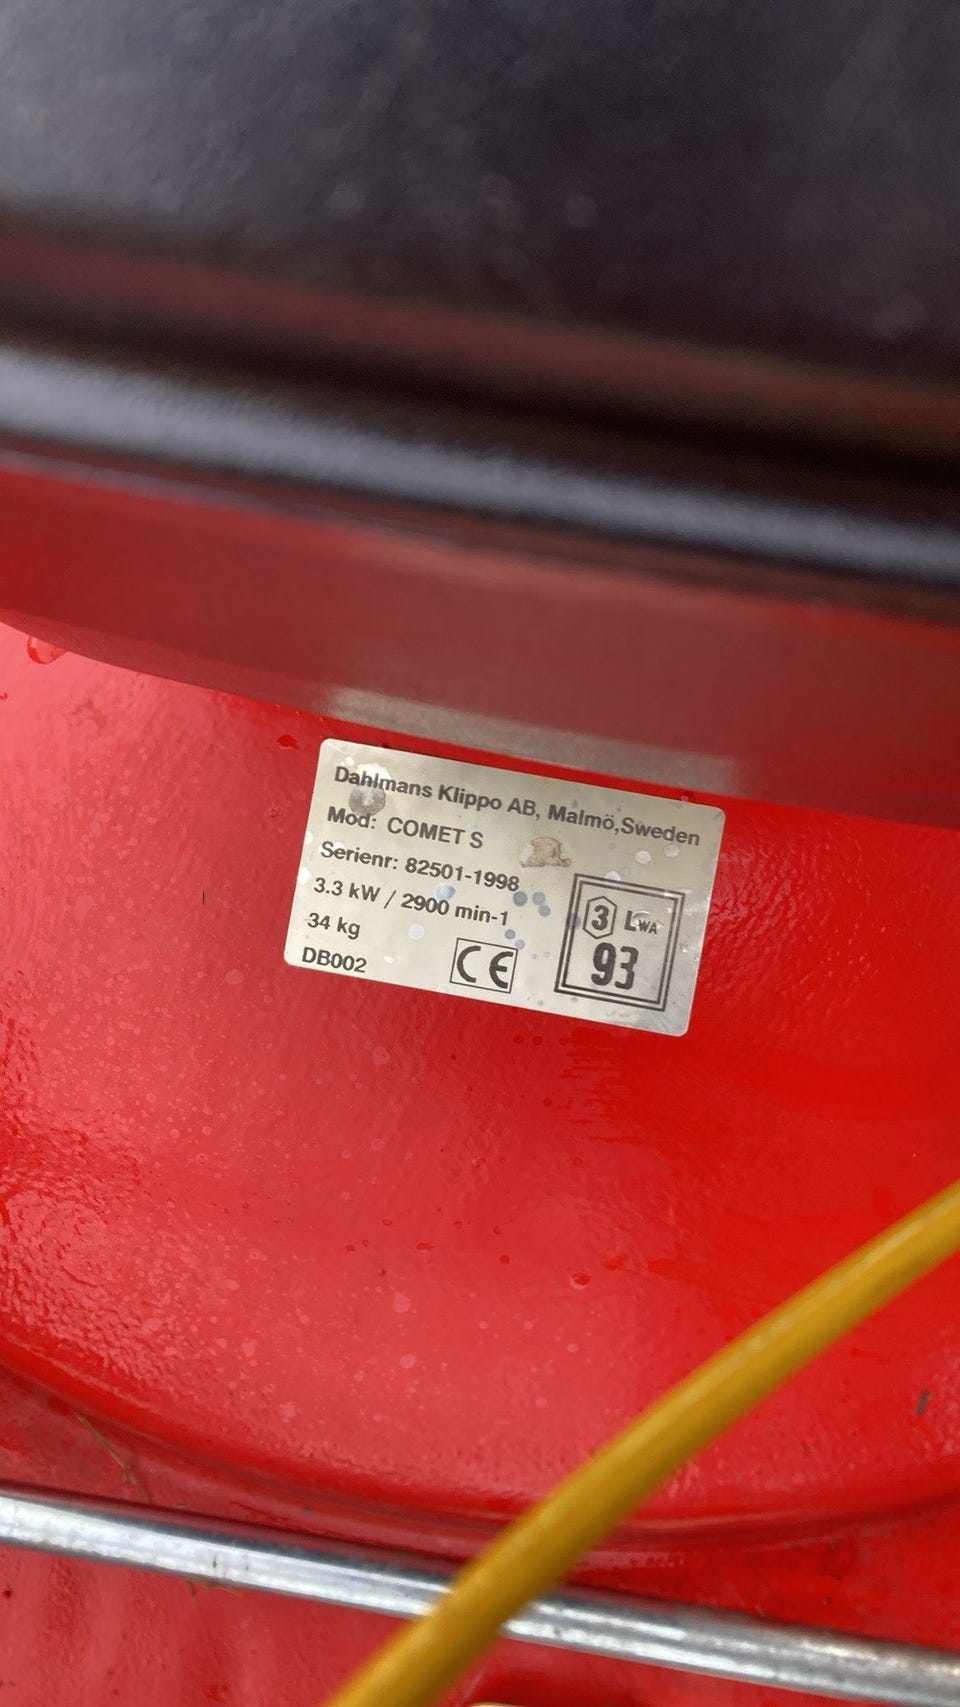 Dahlmans Klippo AB, Malmö,Sweden
Mod: COMET S
Serienr: 82501-1998
3.3 kW / 2900 min-1
34 kg
DB002
CE
3 LWA
93